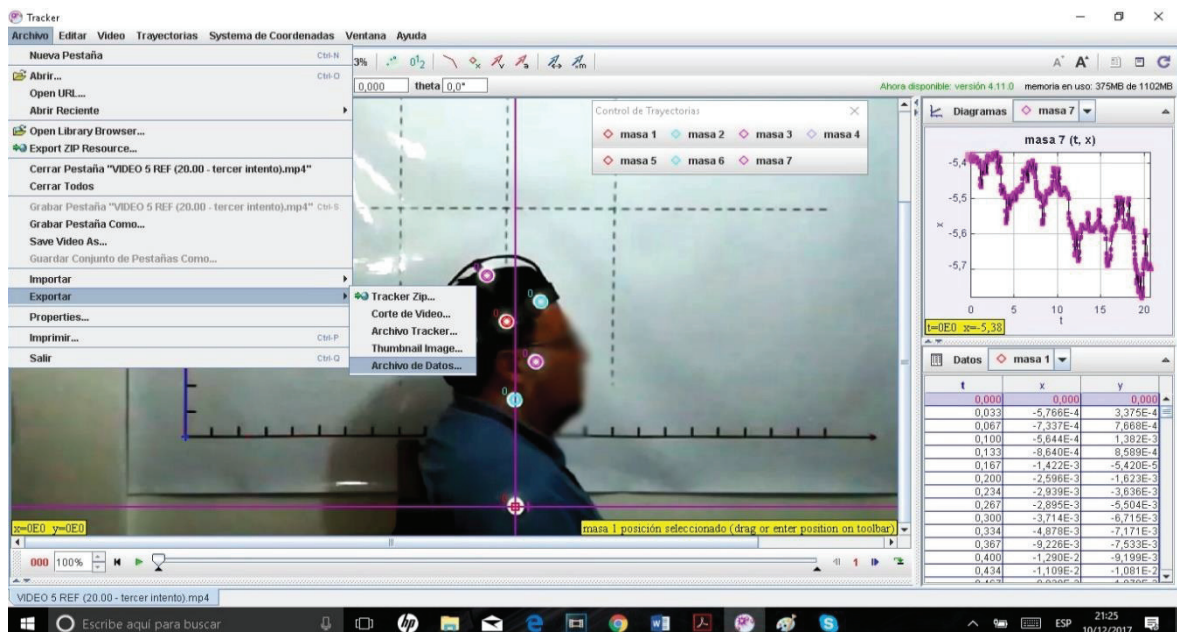 Tracker
Archivo Editar Video Trayectorias Systema de Coordenadas Ventana Ayuda
Nueva Pestaña Ctrl-N
Abrir... Ctrl-O
Open URL...
Abrir Reciente
Open Library Browser...
Export ZIP Resource...
Cerrar Pestaña "VIDEO 5 REF (20.00 - tercer intento).mp4"
Cerrar Todos
Grabar Pestaña "VIDEO 5 REF (20.00 - tercer intento).mp4" Ctrl-S
Grabar Pestaña Como...
Save Video As...
Guardar Conjunto de Pestañas Como...
Importar
Exportar
Properties...
Imprimir... Ctrl-P
Salir Ctrl-Q
Tracker Zip...
Corte de Video...
Archivo Tracker...
Thumbnail Image...
Archivo de Datos...
3%
0,000 theta 0,0°
Ahora disponible: versión 4.11.0 memoria en uso: 375MB de 1102MB
Control de Trayectorias
masa 1 masa 2 masa 3 masa 4
masa 5 masa 6 masa 7
x=0E0 y=0E0
masa 1 posición seleccionado (drag or enter position on toolbar)
000 100% 1
VIDEO 5 REF (20.00 - tercer intento).mp4
Diagramas masa 7
masa 7 (t, x)
-5,4
-5,5
-5,6
-5,7
x
0 5 10 15 20
t
t=0E0 x=-5,38
Datos masa 1
t x y
0,000 0,000 0,000
0,033 -5,766E-4 3,375E-4
0,067 -7,337E-4 7,668E-4
0,100 -5,644E-4 1,382E-3
0,133 -8,640E-4 8,589E-4
0,167 -1,422E-3 -5,420E-5
0,200 -2,596E-3 -1,623E-3
0,234 -2,939E-3 -3,636E-3
0,267 -2,895E-3 -5,504E-3
0,300 -3,714E-3 -6,715E-3
0,334 -4,878E-3 -7,171E-3
0,367 -9,226E-3 -7,533E-3
0,400 -1,290E-2 -9,199E-3
0,434 -1,109E-2 -1,081E-2
Escribe aquí para buscar
ESP
21:25
10/12/2017